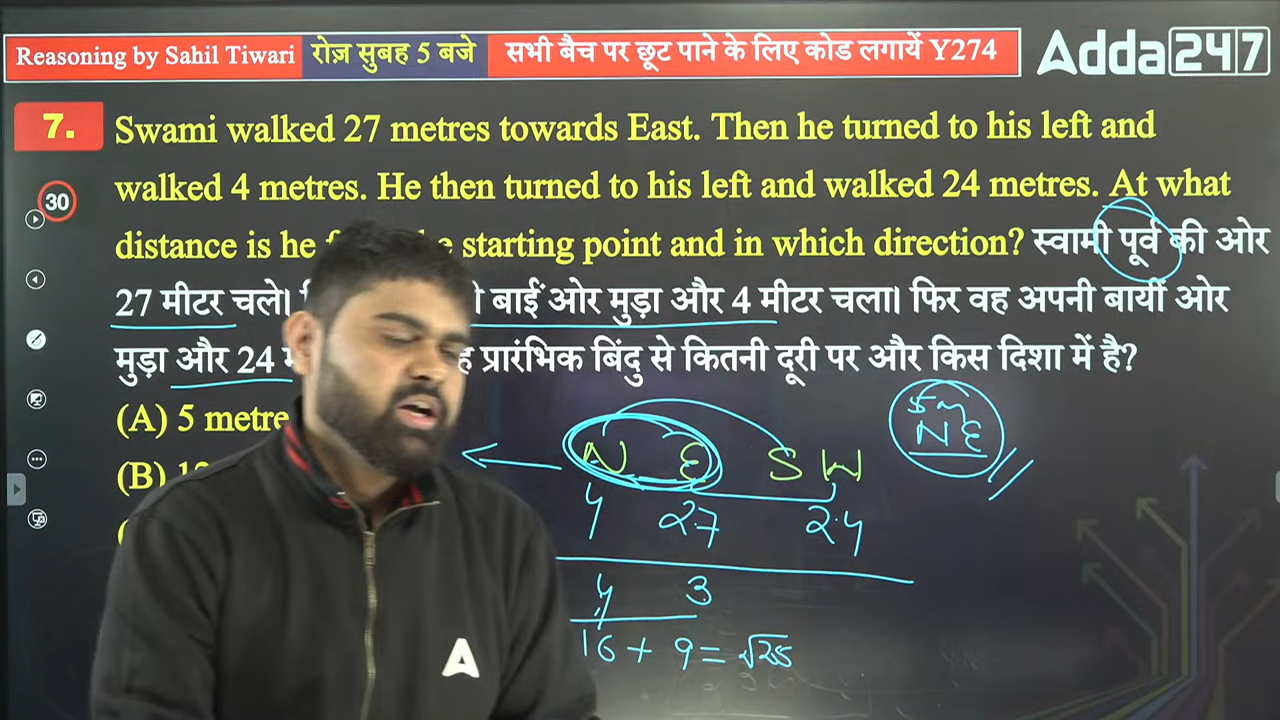 Reasoning by Sahil Tiwari रोज़ सुबह 5 बजे सभी बैच पर छूट पाने के लिए कोड लगायें Y274 Adda247
7. Swami walked 27 metres towards East. Then he turned to his left and
walked 4 metres. He then turned to his left and walked 24 metres. At what
30
distance is he starting point and in which direction? स्वामी पूर्व की ओर
27 मीटर चले। बाईं ओर मुड़ा और 4 मीटर चला। फिर वह अपनी बायीं ओर
मुड़ा और 24 प्रारंभिक बिंदु से कितनी दूरी पर और किस दिशा में है?
(A) 5 metre
5m
NE
N E S W
(B)
4 27 24
4 3
16 + 9 = √25